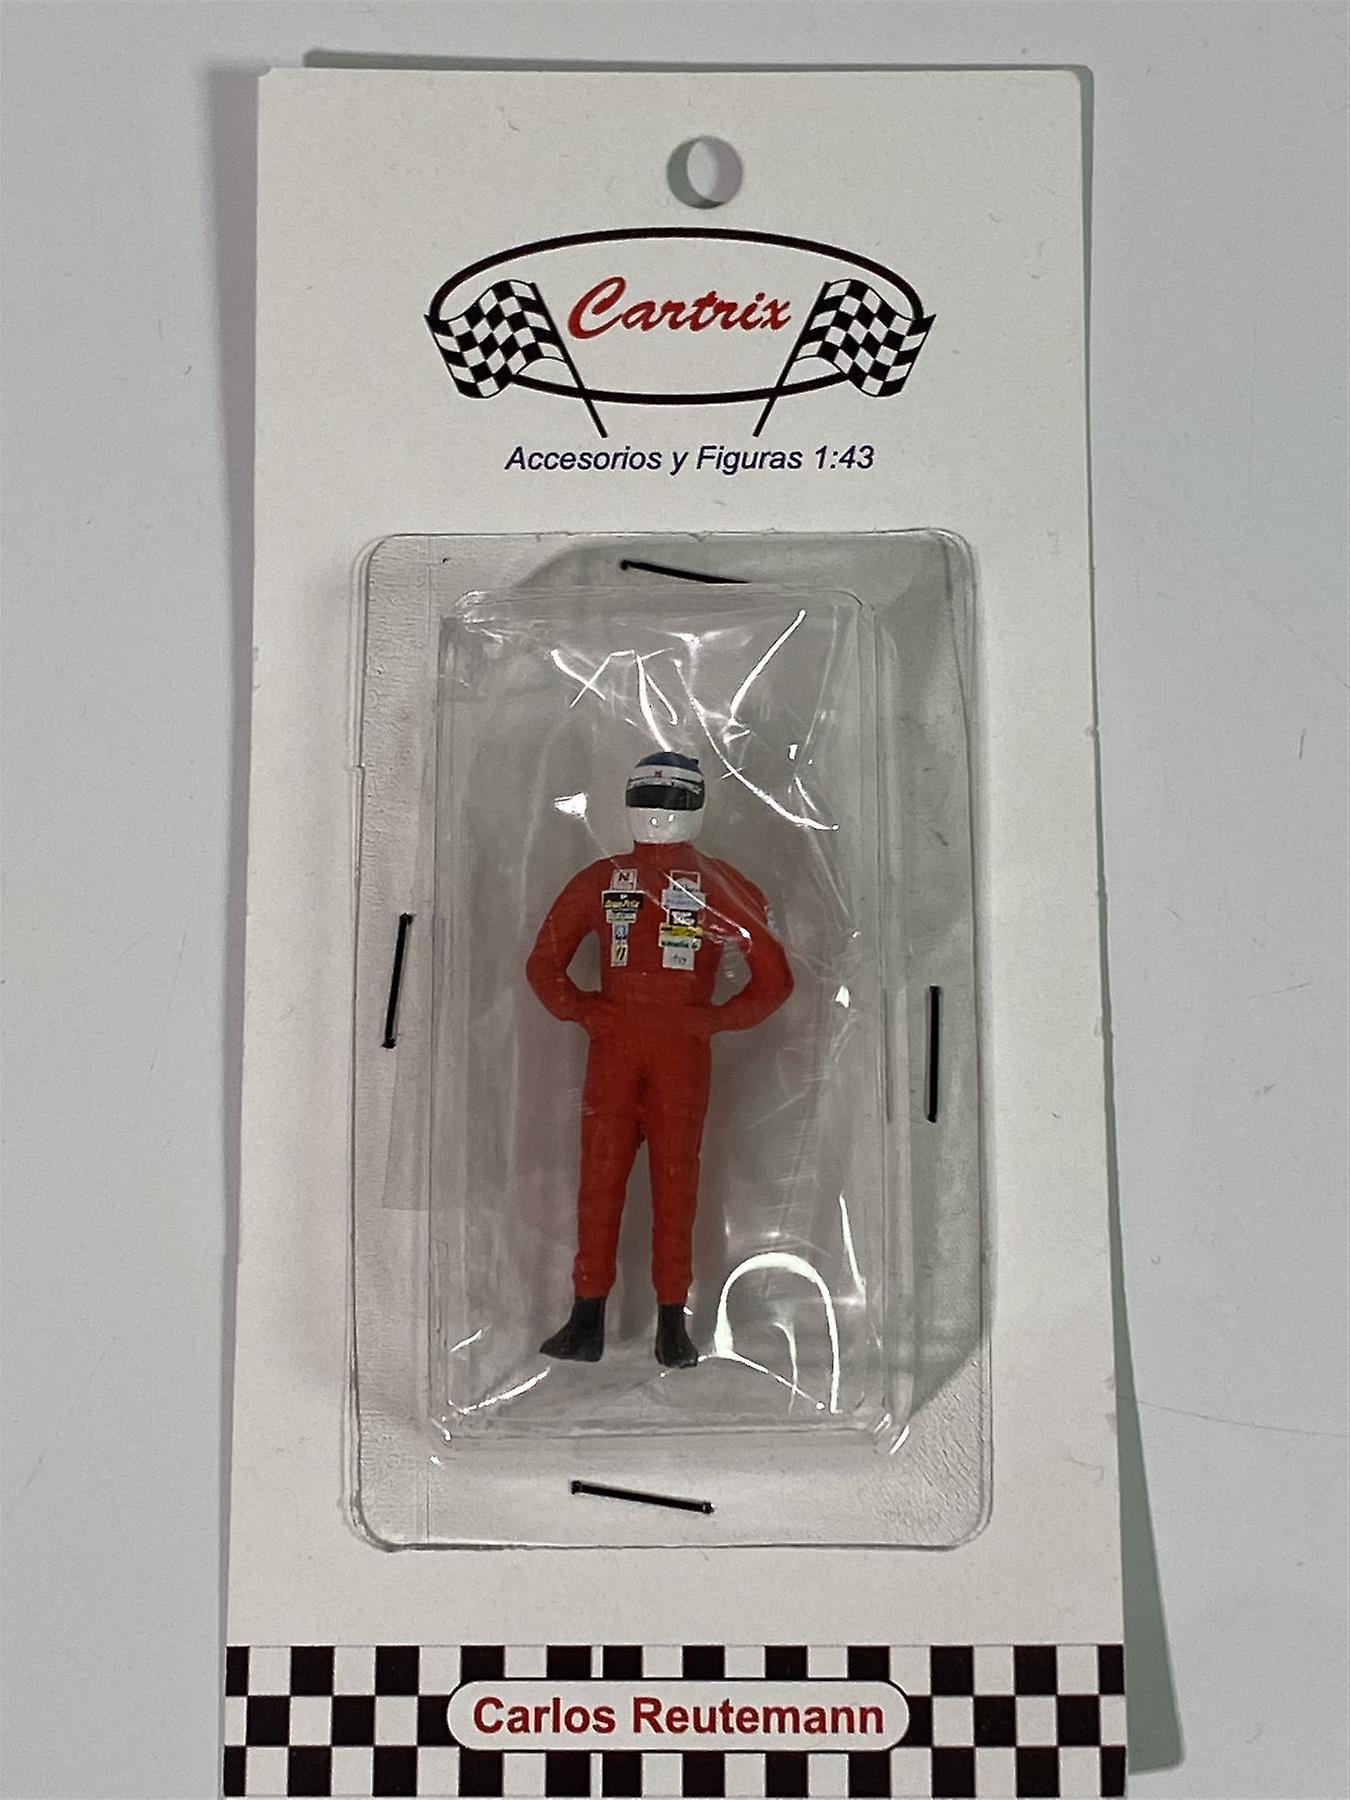 Cartrix
Accesorios y Figuras 1:43
Carlos Reutemann